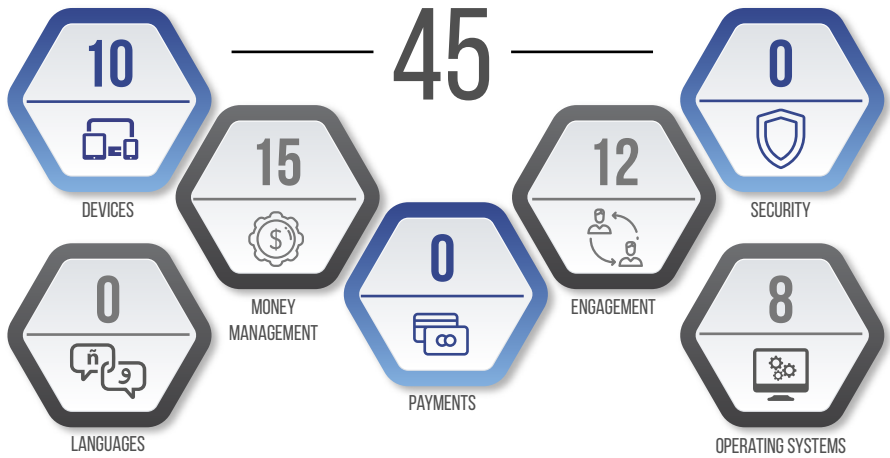 45
10
DEVICES
15
MONEY
MANAGEMENT
0
PAYMENTS
12
ENGAGEMENT
0
SECURITY
0
ñ
و
LANGUAGES
8
OPERATING SYSTEMS
$